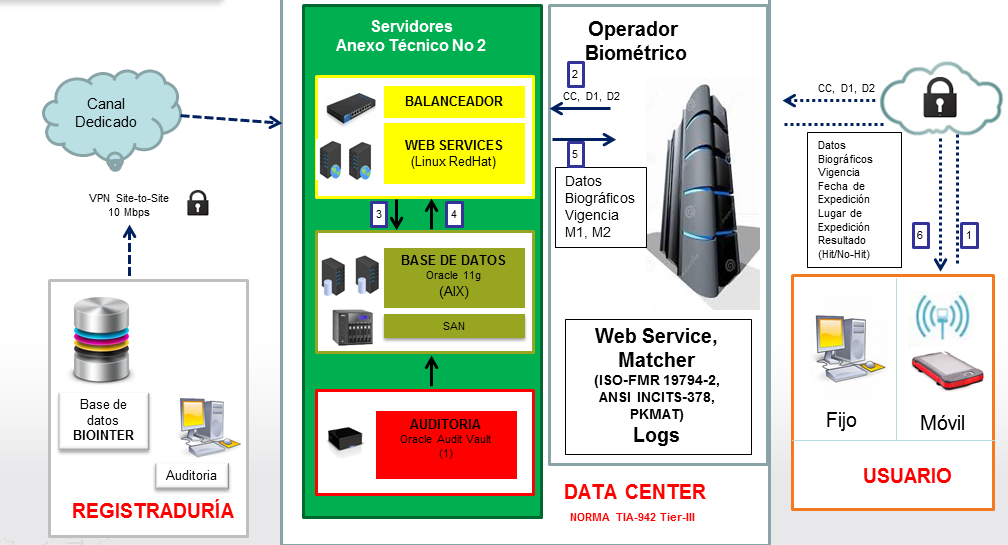 Canal
Dedicado
VPN Site-to-Site
10 Mbps
Base de
datos
BIOINTER
Auditoria
REGISTRADURÍA
Servidores
Anexo Técnico No 2
BALANCEADOR
WEB SERVICES
(Linux RedHat)
3
4
BASE DE DATOS
Oracle 11g
(AIX)
SAN
AUDITORIA
Oracle Audit Vault
(1)
Operador
Biométrico
2
CC, D1, D2
5
Datos
Biográficos
Vigencia
M1, M2
Web Service,
Matcher
(ISO-FMR 19794-2,
ANSI INCITS-378,
PKMAT)
Logs
DATA CENTER
NORMA TIA-942 Tier-III
CC, D1, D2
Datos
Biográficos
Vigencia
Fecha de
Expedición
Lugar de
Expedición
Resultado
(Hit/No-Hit)
6
1
Fijo
Móvil
USUARIO